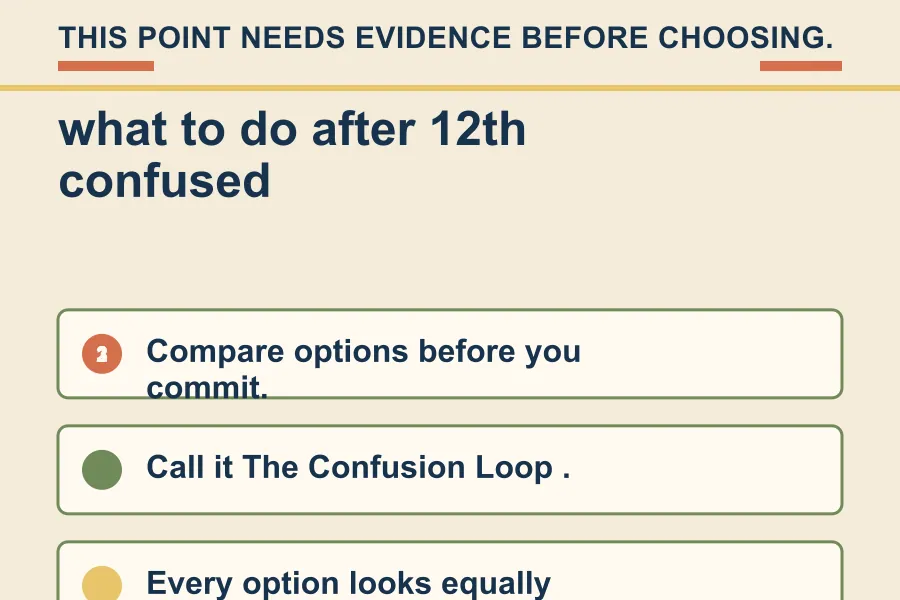 THIS POINT NEEDS EVIDENCE BEFORE CHOOSING.
what to do after 12th
confused
Compare options before you
commit.
Call it The Confusion Loop .
Every option looks equally